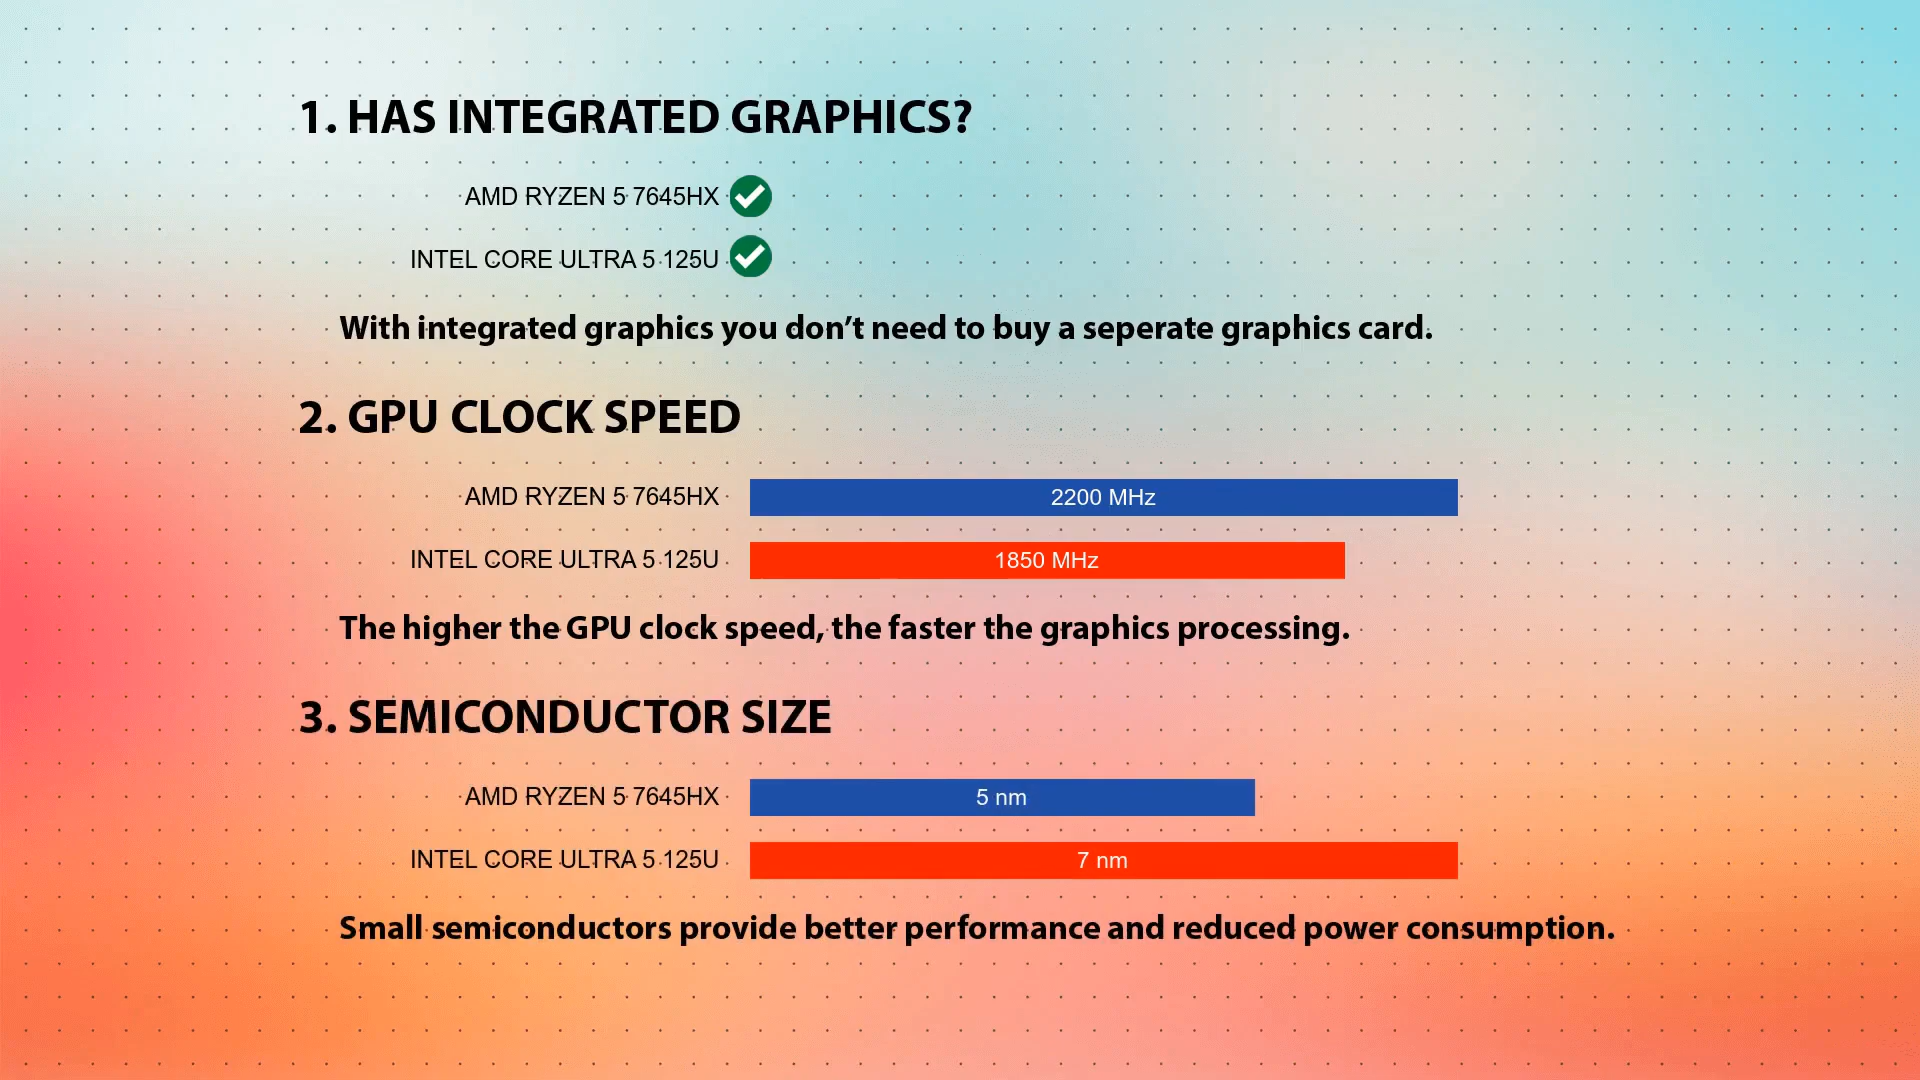 1. HAS INTEGRATED GRAPHICS?
AMD RYZEN 5 7645HX
INTEL CORE ULTRA 5 125U
With integrated graphics you don’t need to buy a seperate graphics card.
2. GPU CLOCK SPEED
AMD RYZEN 5 7645HX 2200 MHz
INTEL CORE ULTRA 5 125U 1850 MHz
The higher the GPU clock speed, the faster the graphics processing.
3. SEMICONDUCTOR SIZE
AMD RYZEN 5 7645HX 5 nm
INTEL CORE ULTRA 5 125U 7 nm
Small semiconductors provide better performance and reduced power consumption.